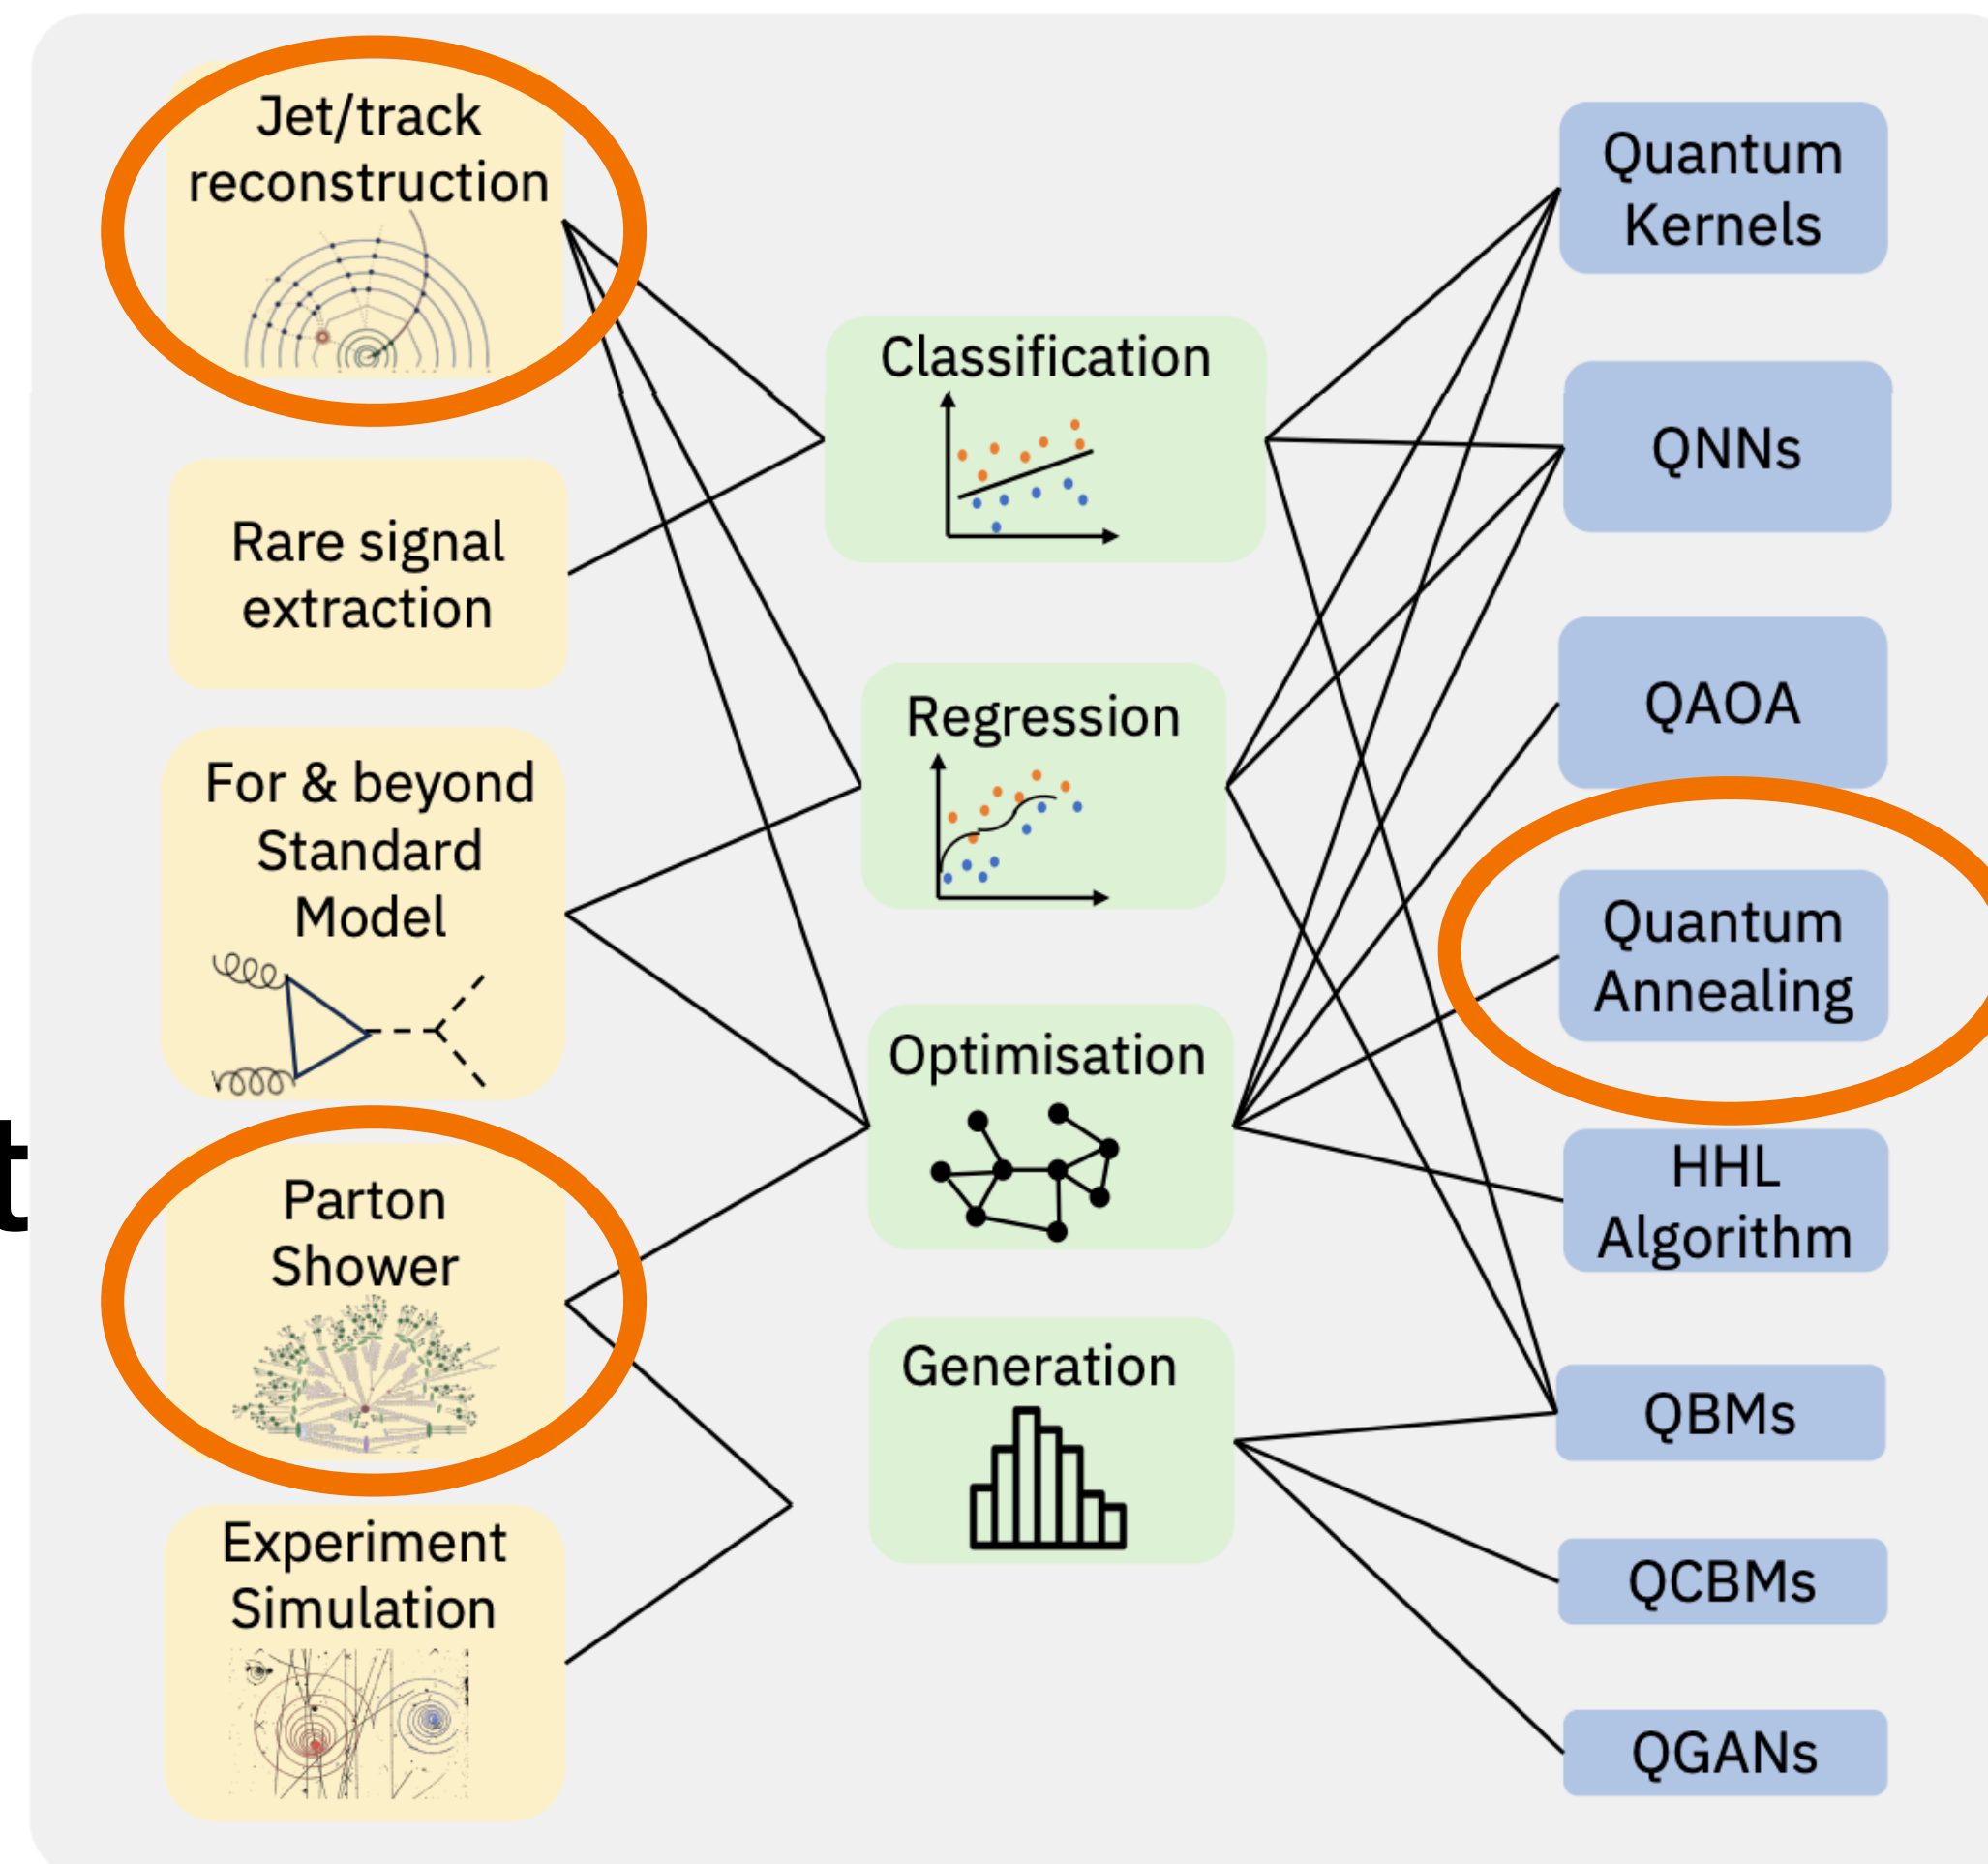 Jet/track
reconstruction
Rare signal
extraction
For & beyond
Standard
Model
t
Parton
Shower
Experiment
Simulation
Classification
Regression
Optimisation
Generation
Quantum
Kernels
QNNs
QAOA
Quantum
Annealing
HHL
Algorithm
QBMs
QCBMs
QGANs